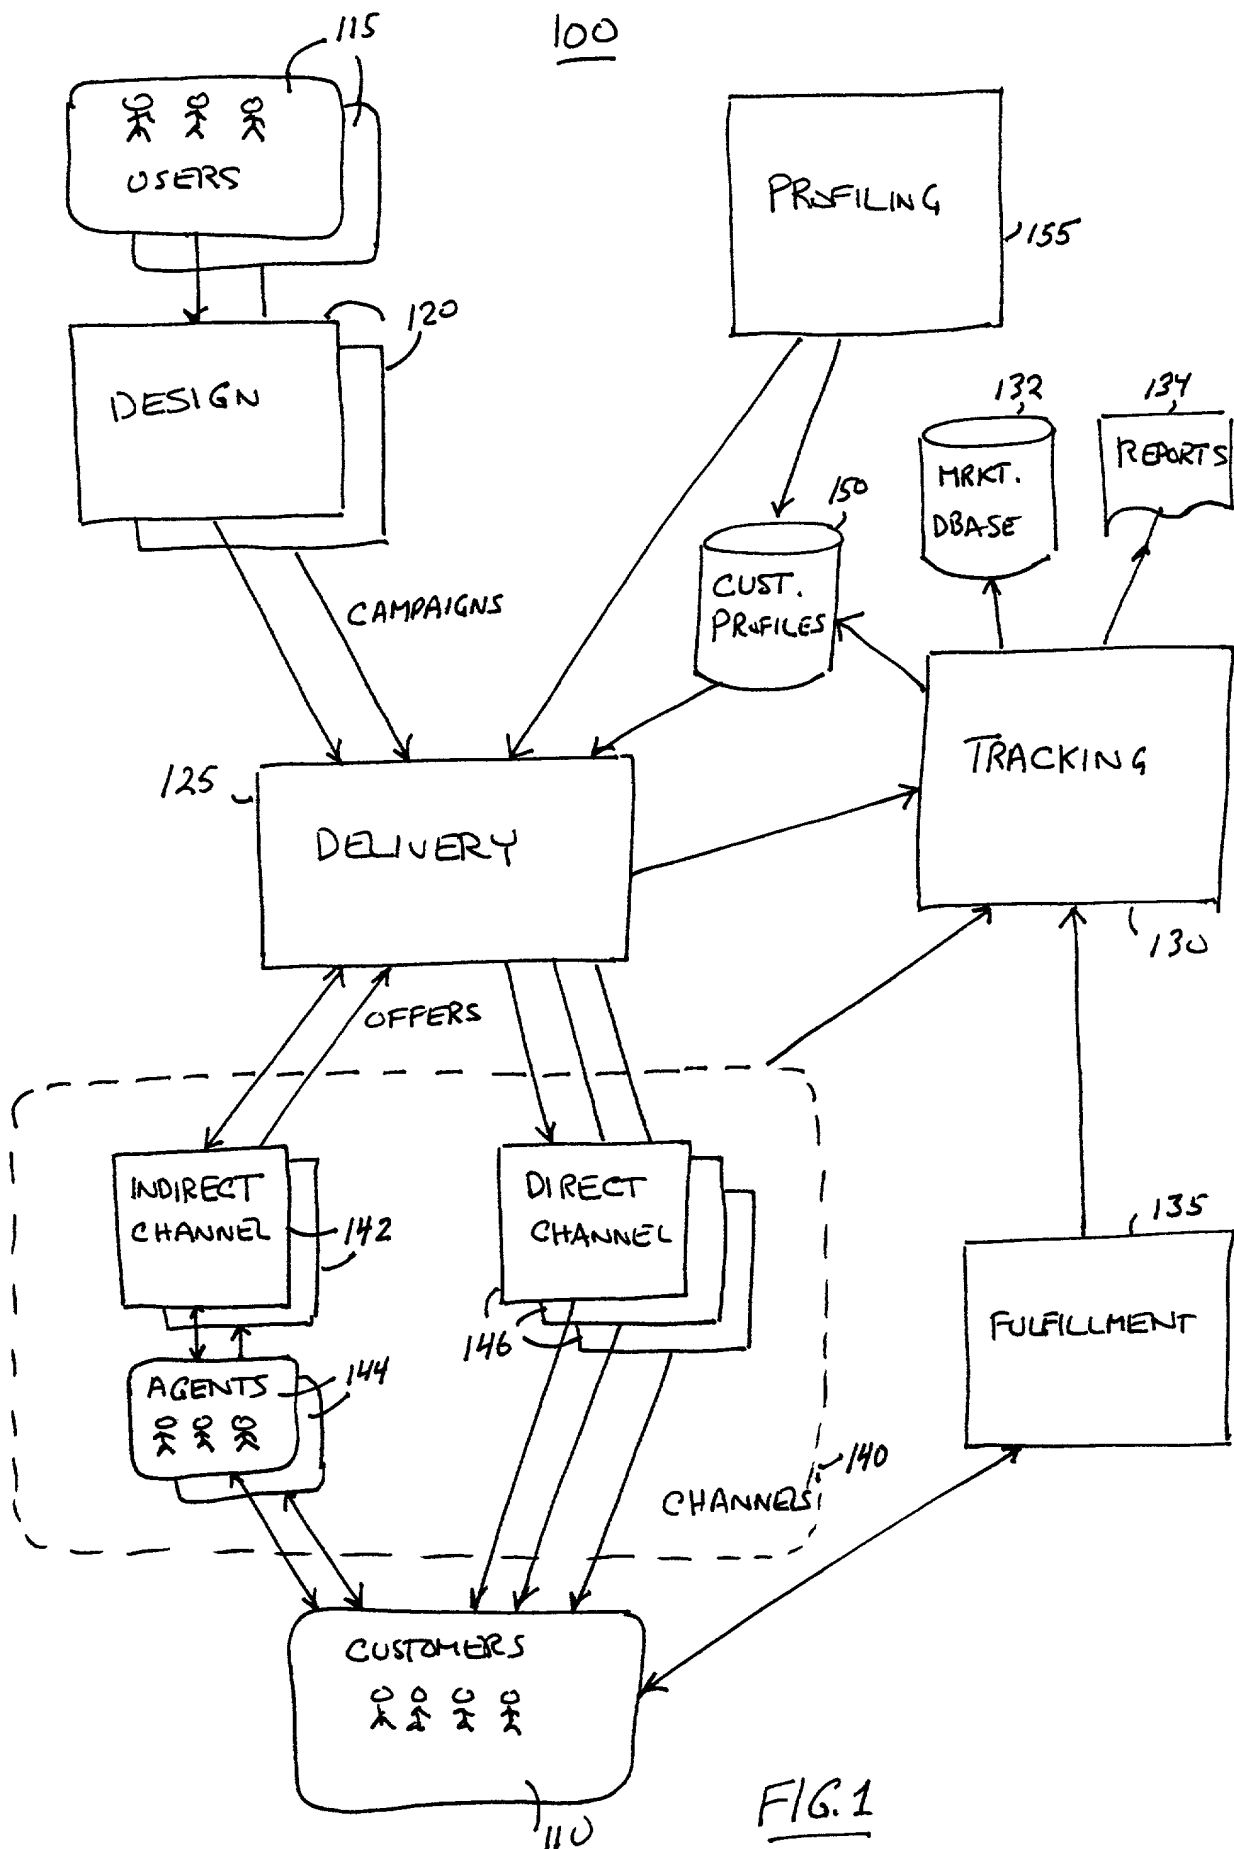 100
115
USERS
PROFILING
155
120
DESIGN
132
134
MRKT.
DBASE
REPORTS
150
CUST.
PROFILES
CAMPAIGNS
TRACKING
125
DELIVERY
130
OFFERS
INDIRECT
CHANNEL
142
DIRECT
CHANNEL
146
135
FULFILLMENT
AGENTS
144
140
CHANNELS
CUSTOMERS
110
FIG. 1